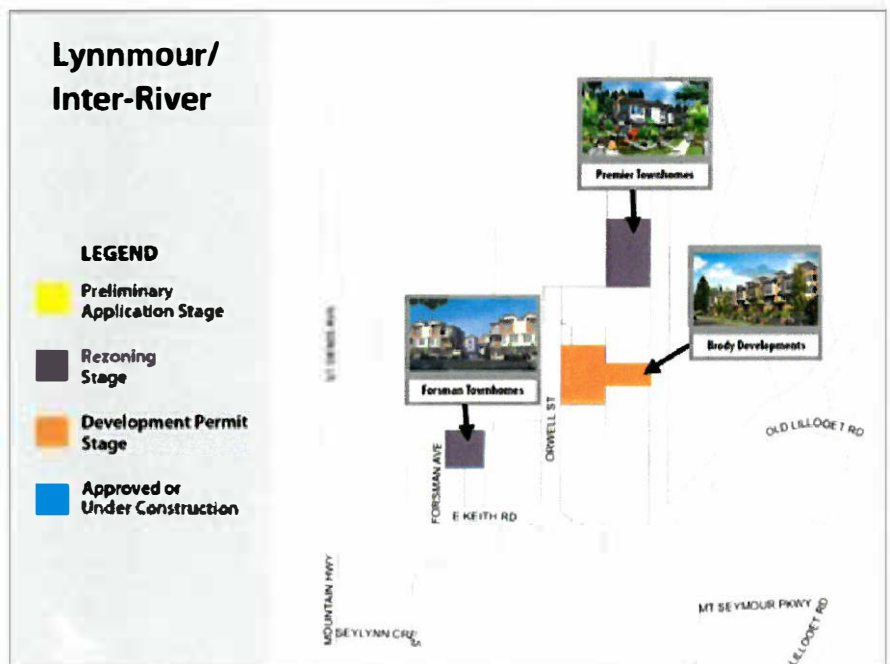 Lynnmour/
Inter-River
LEGEND
Preliminary
Application Stage
Rezoning
Stage
Development Permit
Stage
Approved or
Under Construction
Premier Townhomes
Brody Developments
Forsman Townhomes
ORWELL ST
OLD LILLOOET RD
FORSMAN AVE
E KEITH RD
MOUNTAIN HWY
SEYLYNN CRES
MT SEYMOUR PKWY
LILLOOET RD